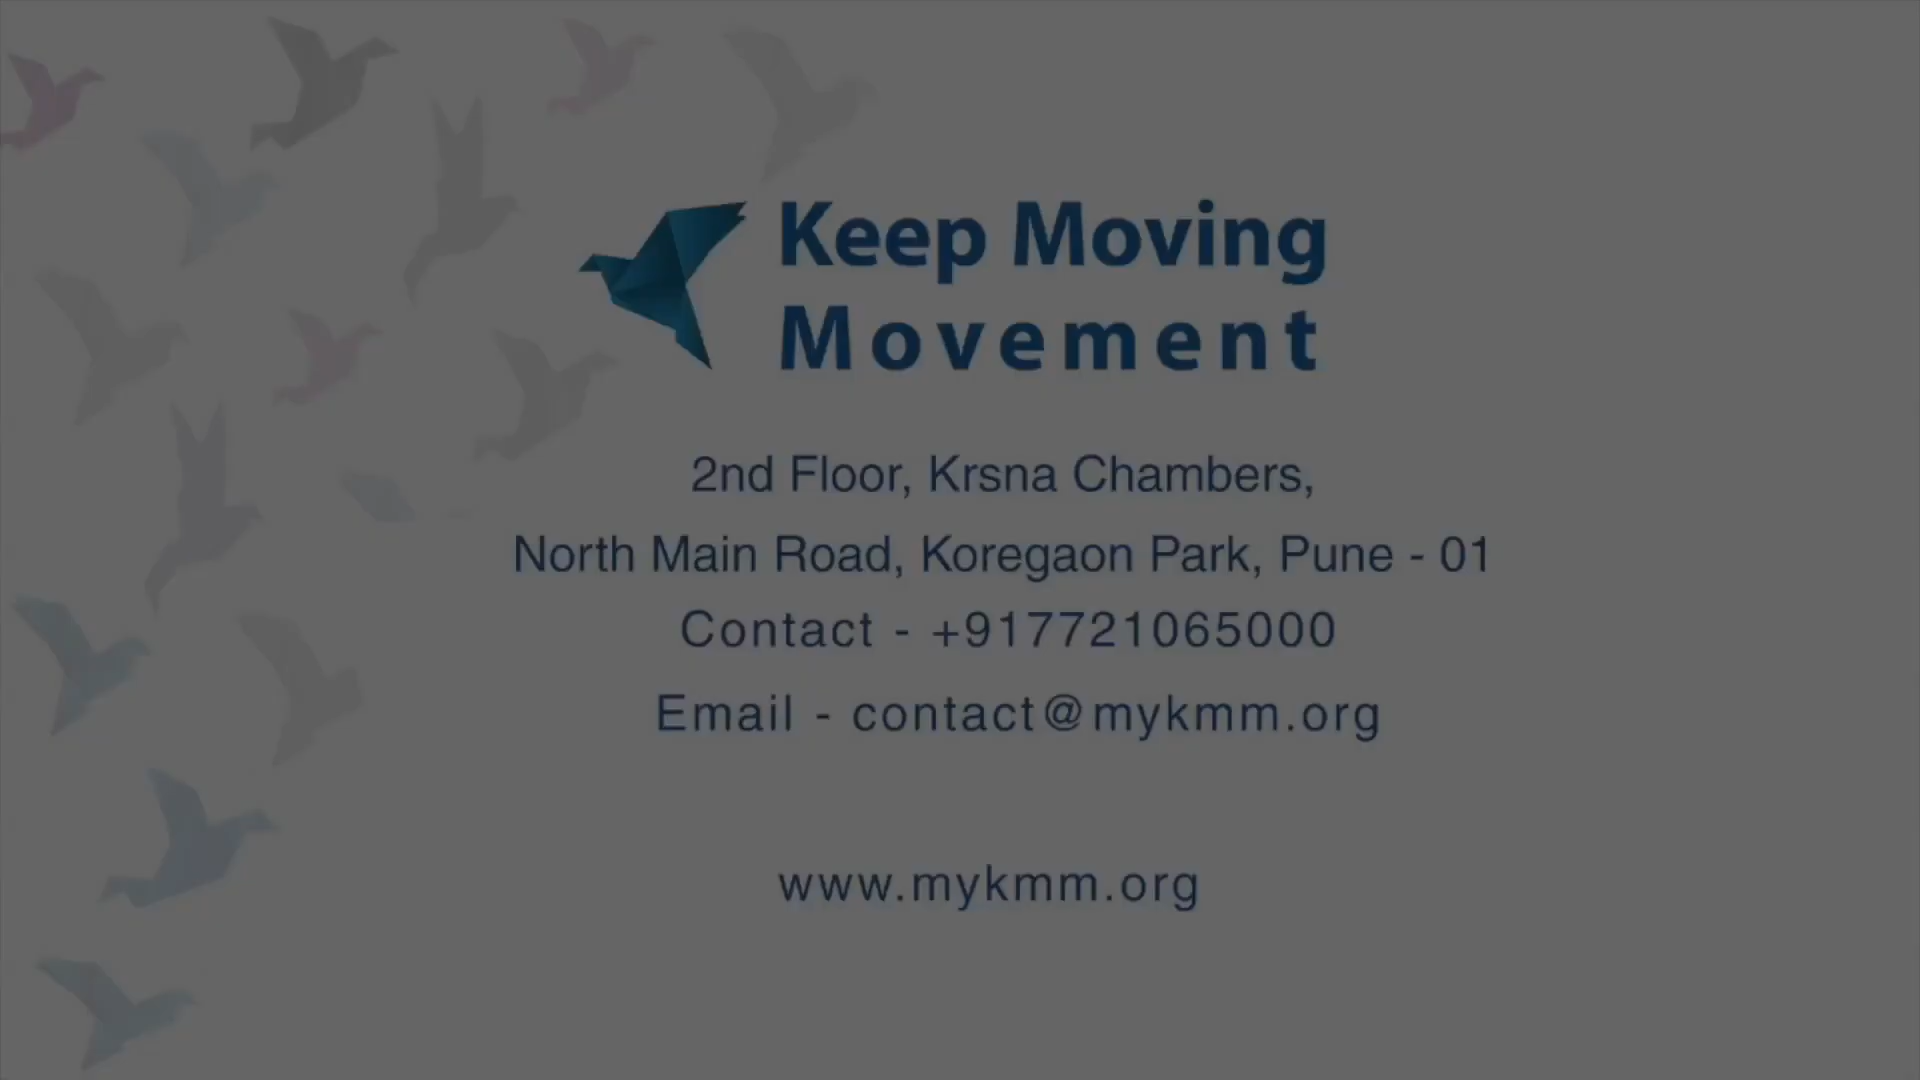 Keep Moving
Movement
2nd Floor, Krsna Chambers,
North Main Road, Koregaon Park, Pune - 01
Contact - +917721065000
Email - contact@mykmm.org
www.mykmm.org